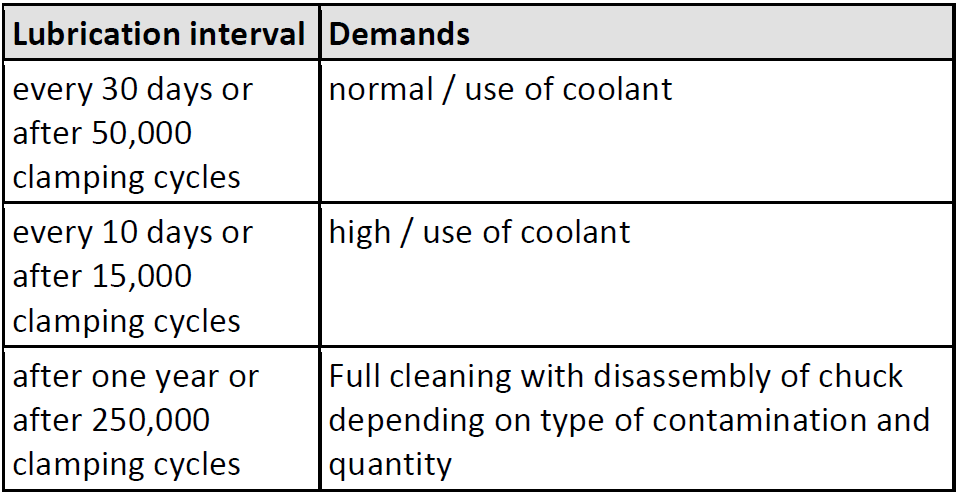 Lubrication interval Demands
every 30 days or
after 50,000
clamping cycles
normal / use of coolant
every 10 days or
after 15,000
clamping cycles
high / use of coolant
after one year or
after 250,000
clamping cycles
Full cleaning with disassembly of chuck
depending on type of contamination and
quantity